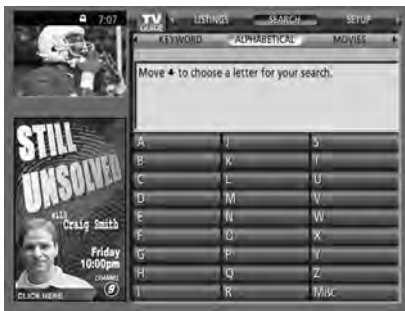 7:07
TV GUIDE
LISTINGS SEARCH SETUP
KEYWORD ALPHABETICAL MOVIES
Move to choose a letter for your search.
A J S
B K T
C L U
D M V
E N W
F O X
G P Y
H Q Z
I R Misc
STILL
UNSOLVED
with
Craig Smith
Friday
10:00pm
CHANNEL
9
CLICK HERE